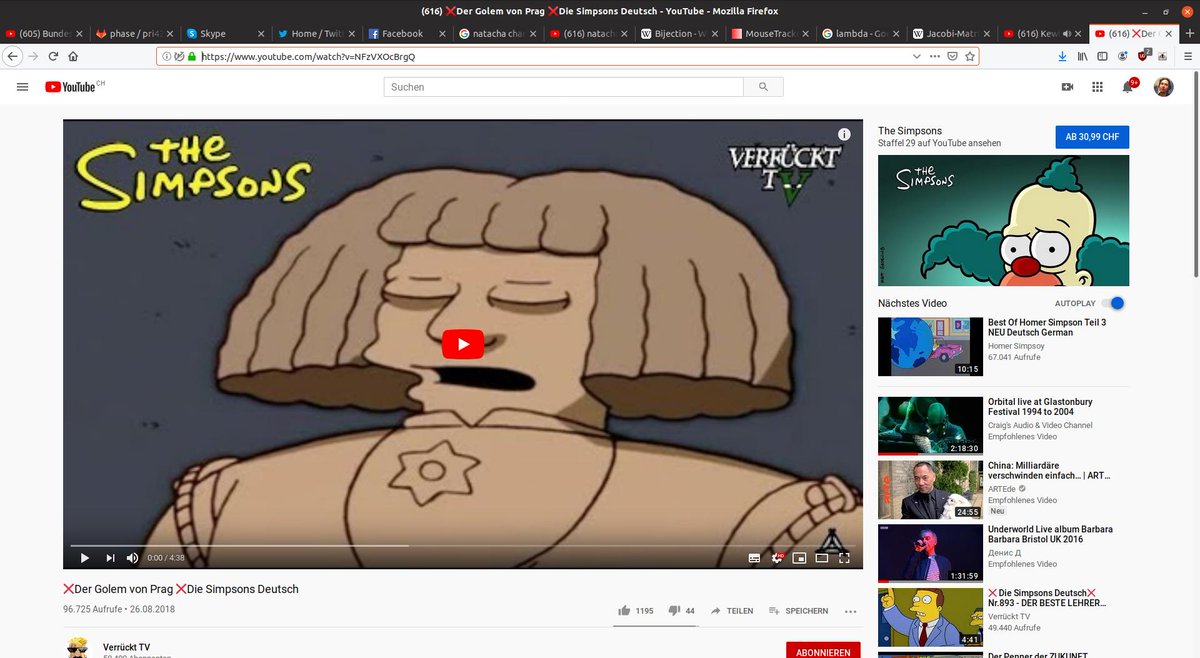 (616) ❌Der Golem von Prag ❌Die Simpsons Deutsch - YouTube - Mozilla Firefox
(605) Bundes
phase / pri42
Skype
Home / Twit
Facebook
natacha chan
(616) natach
Bijection - W
MouseTrack
lambda - Go
Jacobi-Matr
(616) Kewl
(616) ❌Der G
https://www.youtube.com/watch?v=NFzVXOcBrgQ
2
YouTube CH
Suchen
9+
THE
SIMPSONS
VERFÜCKT
TV
0:00 / 4:38
HD
❌Der Golem von Prag ❌Die Simpsons Deutsch
96.725 Aufrufe • 26.08.2018
1195
44
TEILEN
SPEICHERN
Verrückt TV
ABONNIEREN
The Simpsons
Staffel 29 auf YouTube ansehen
AB 30,99 CHF
THE
SIMPSONS
Nächstes Video
AUTOPLAY
10:15
Best Of Homer Simpson Teil 3
NEU Deutsch German
Homer Simpsoy
67.041 Aufrufe
2:18:30
Orbital live at Glastonbury
Festival 1994 to 2004
Craig's Audio & Video Channel
Empfohlenes Video
24:55
China: Milliardäre
verschwinden einfach... | ART...
ARTEde
Empfohlenes Video
Neu
1:31:59
Underworld Live album Barbara
Barbara Bristol UK 2016
Денис Д
Empfohlenes Video
4:41
❌Die Simpsons Deutsch❌
Nr.893 - DER BESTE LEHRER...
Verrückt TV
49.440 Aufrufe
Der Penner der ZUKUNFT